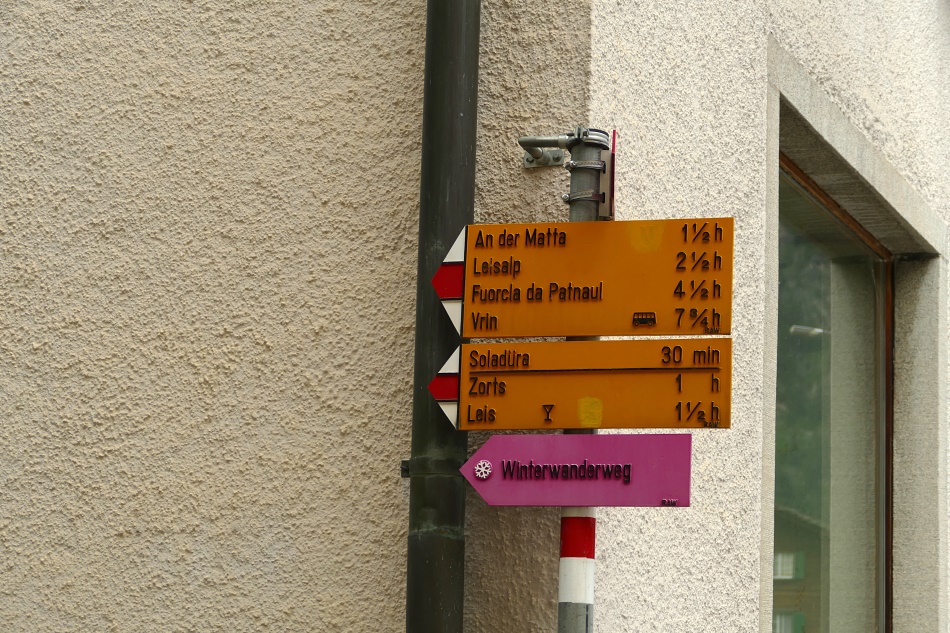 An der Matta 1½ h
Leisalp 2½ h
Fuorcla da Patnaul 4½ h
Vrin 7¾ h
Soladüra 30 min
Zorts 1 h
Leis 1½ h
Winterwanderweg